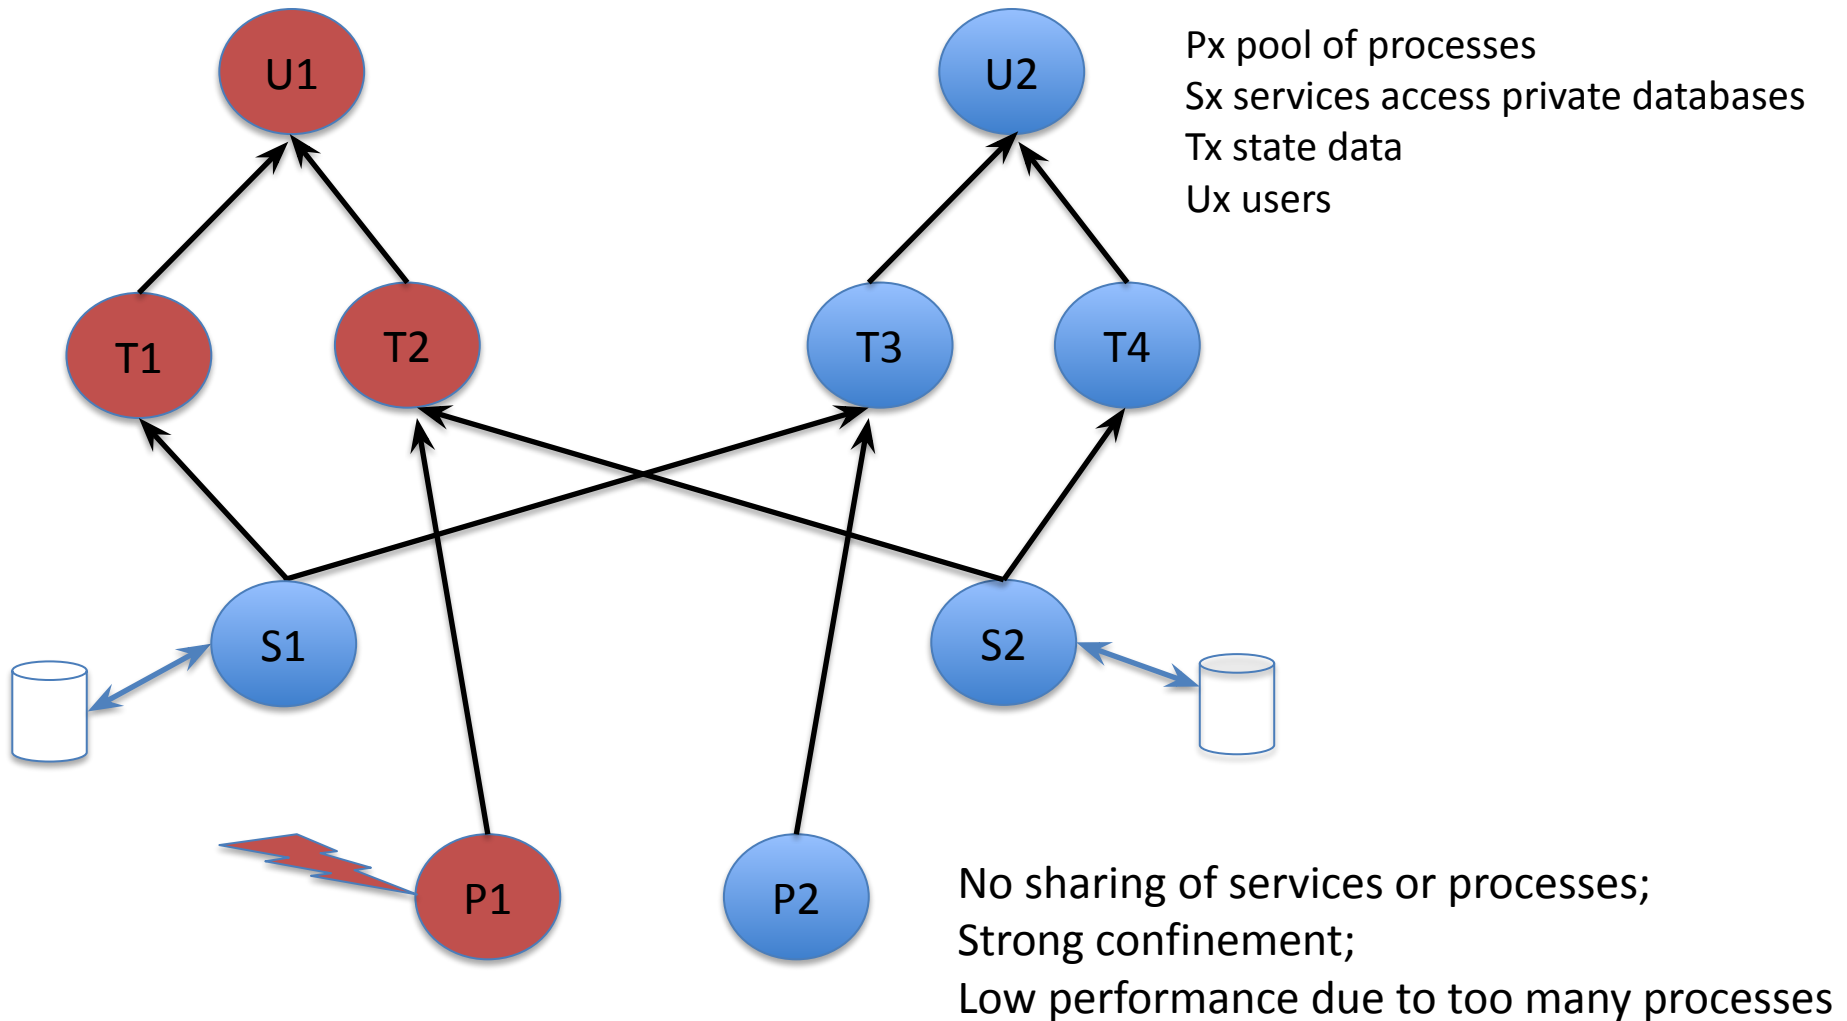 U1
U2
Px pool of processes
Sx services access private databases
Tx state data
Ux users
T1
T2
T3
T4
S1
S2
P1
P2
No sharing of services or processes;
Strong confinement;
Low performance due to too many processes